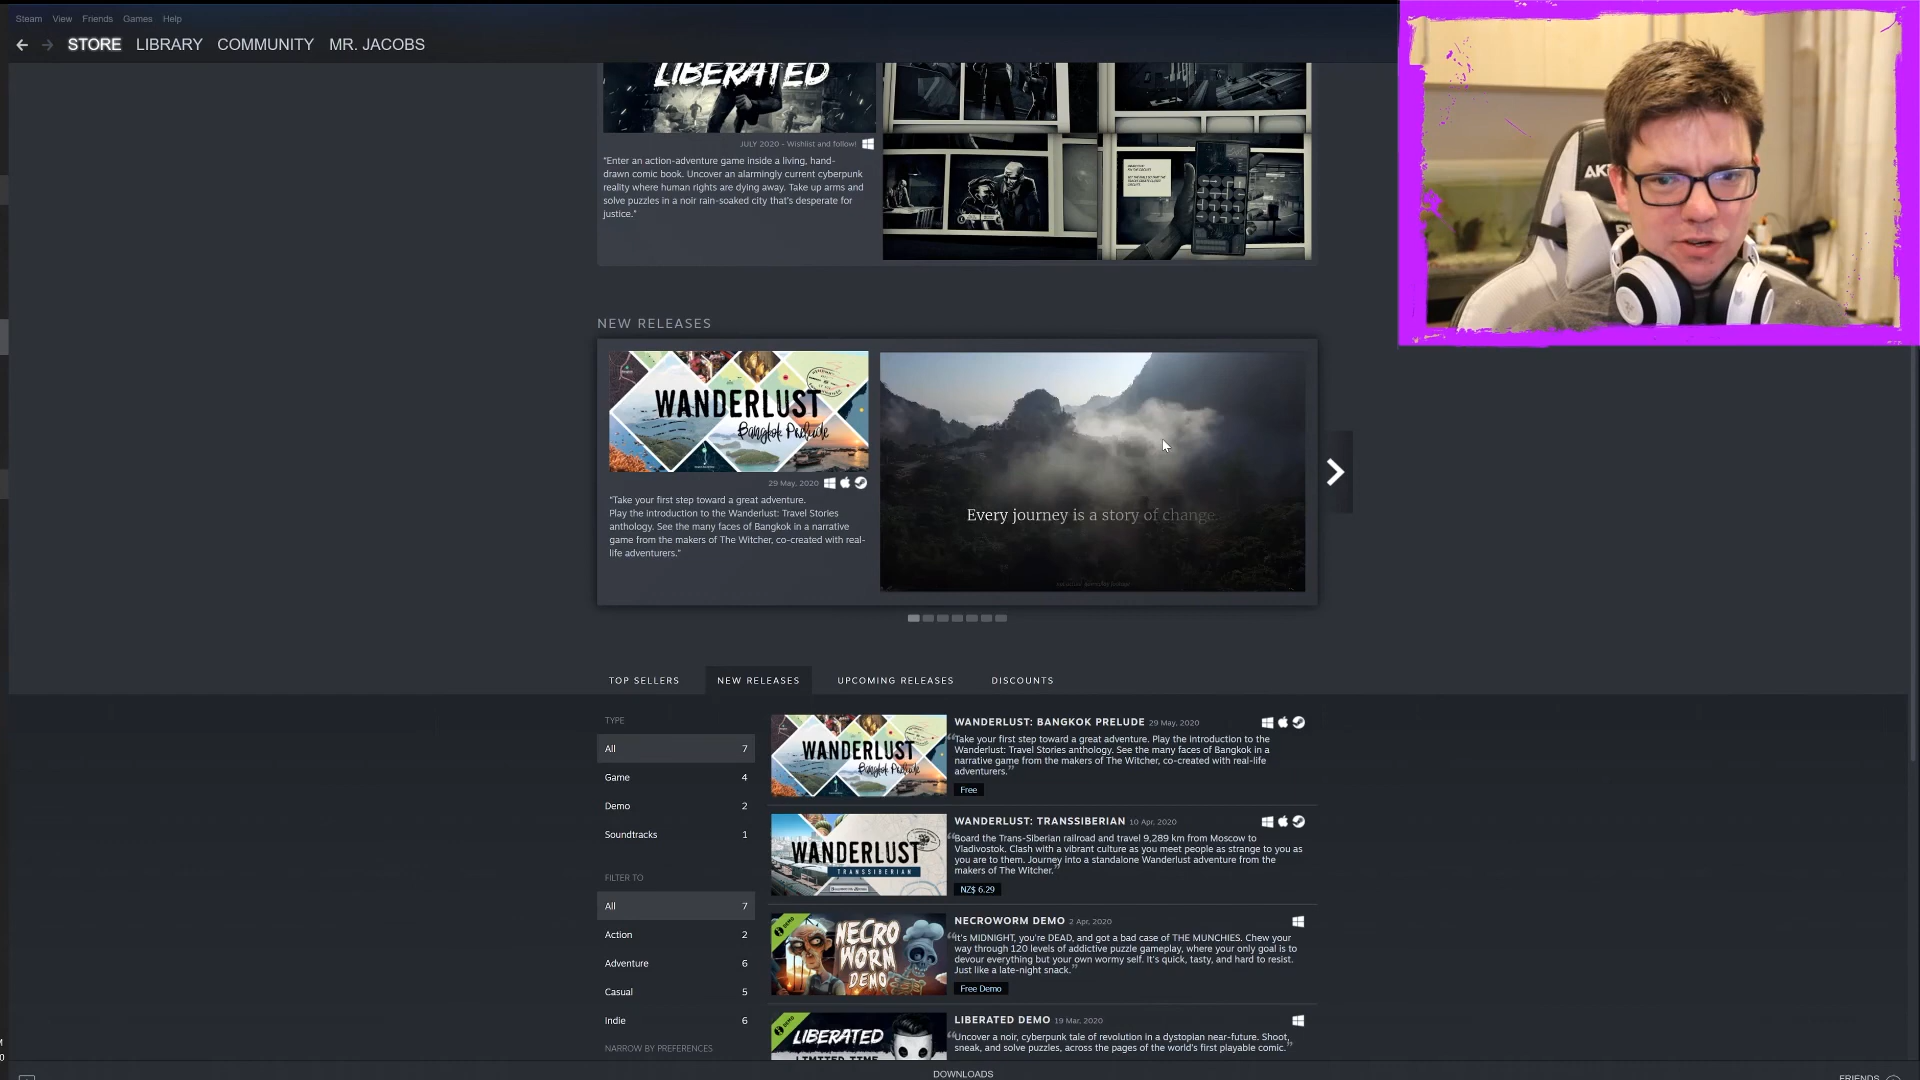 Steam View Friends Games Help
STORE LIBRARY COMMUNITY MR. JACOBS
LIBERATED
JULY 2020 - Wishlist and follow!
"Enter an action-adventure game inside a living, hand-
drawn comic book. Uncover an alarmingly current cyberpunk
reality where human rights are dying away. Take up arms and
solve puzzles in a noir rain-soaked city that's desperate for
justice."
NEW RELEASES
WANDERLUST
Bangkok Prelude
29 May, 2020
"Take your first step toward a great adventure.
Play the introduction to the Wanderlust: Travel Stories
anthology. See the many faces of Bangkok in a narrative
game from the makers of The Witcher, co-created with real-
life adventurers."
Every journey is a story of change.
TOP SELLERS NEW RELEASES UPCOMING RELEASES DISCOUNTS
TYPE
All 7
Game 4
Demo 2
Soundtracks 1
FILTER TO
All 7
Action 2
Adventure 6
Casual 5
Indie 6
NARROW BY PREFERENCES
WANDERLUST
Bangkok Prelude
WANDERLUST: BANGKOK PRELUDE 29 May, 2020
"Take your first step toward a great adventure. Play the introduction to the
Wanderlust: Travel Stories anthology. See the many faces of Bangkok in a
narrative game from the makers of The Witcher, co-created with real-life
adventurers."
Free
WANDERLUST
TRANSSIBERIAN
WANDERLUST: TRANSSIBERIAN 10 Apr, 2020
"Board the Trans-Siberian railroad and travel 9,289 km from Moscow to
Vladivostok. Clash with a vibrant culture as you meet people as strange to you as
you are to them. Journey into a standalone Wanderlust adventure from the
makers of The Witcher."
NZ$ 6.29
DEMO
NECRO
WORM
DEMO
NECROWORM DEMO 2 Apr, 2020
"It's MIDNIGHT, you're DEAD, and got a bad case of THE MUNCHIES. Chew your
way through 120 levels of addictive puzzle gameplay, where your only goal is to
devour everything but your own wormy self. It's quick, tasty, and hard to resist.
Just like a late-night snack."
Free Demo
DEMO
LIBERATED
LIMITED TIME
LIBERATED DEMO 19 Mar, 2020
"Uncover a noir, cyberpunk tale of revolution in a dystopian near-future. Shoot,
sneak, and solve puzzles, across the pages of the world's first playable comic."
DOWNLOADS
FRIENDS